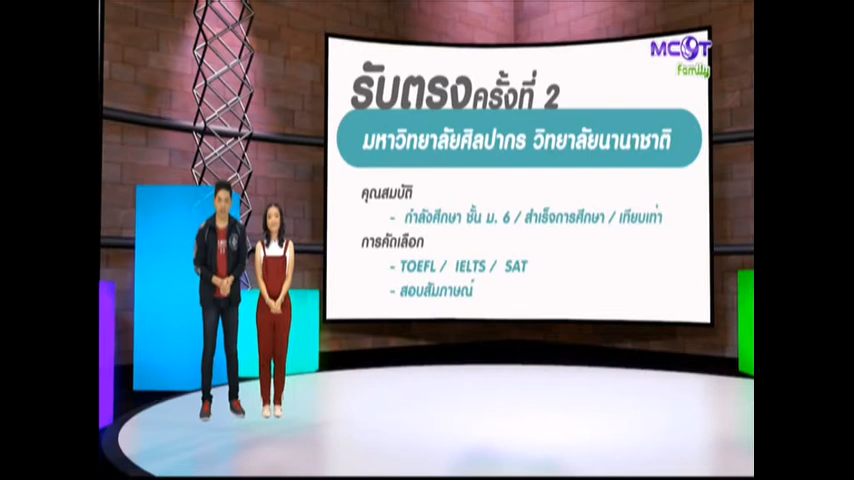 MCOT
family
รับตรงครั้งที่ 2
มหาวิทยาลัยศิลปากร วิทยาลัยนานาชาติ
คุณสมบัติ
- กำลังศึกษา ชั้น ม. 6 / สำเร็จการศึกษา / เทียบเท่า
การคัดเลือก
- TOEFL / IELTS / SAT
- สอบสัมภาษณ์